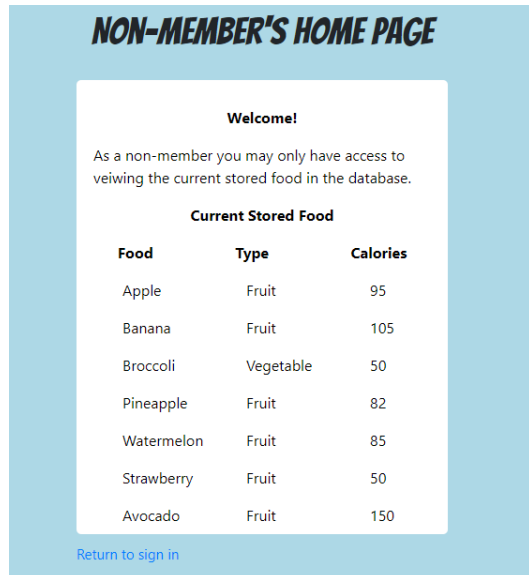 NON-MEMBER'S HOME PAGE
Welcome!
As a non-member you may only have access to
veiwing the current stored food in the database.
Current Stored Food
Food Type Calories
Apple Fruit 95
Banana Fruit 105
Broccoli Vegetable 50
Pineapple Fruit 82
Watermelon Fruit 85
Strawberry Fruit 50
Avocado Fruit 150
Return to sign in